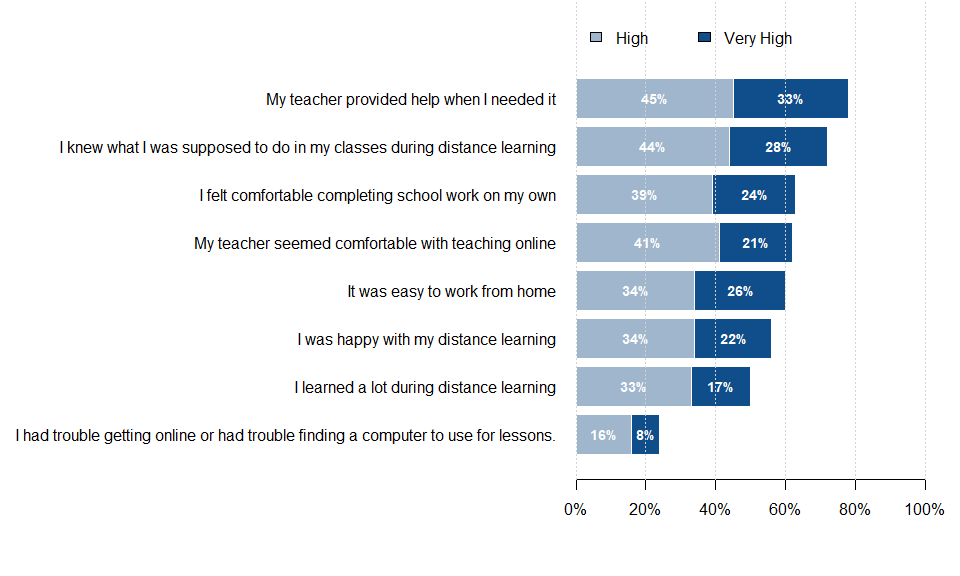 High Very High
My teacher provided help when I needed it 45% 33%
I knew what I was supposed to do in my classes during distance learning 44% 28%
I felt comfortable completing school work on my own 39% 24%
My teacher seemed comfortable with teaching online 41% 21%
It was easy to work from home 34% 26%
I was happy with my distance learning 34% 22%
I learned a lot during distance learning 33% 17%
I had trouble getting online or had trouble finding a computer to use for lessons. 16% 8%
0% 20% 40% 60% 80% 100%